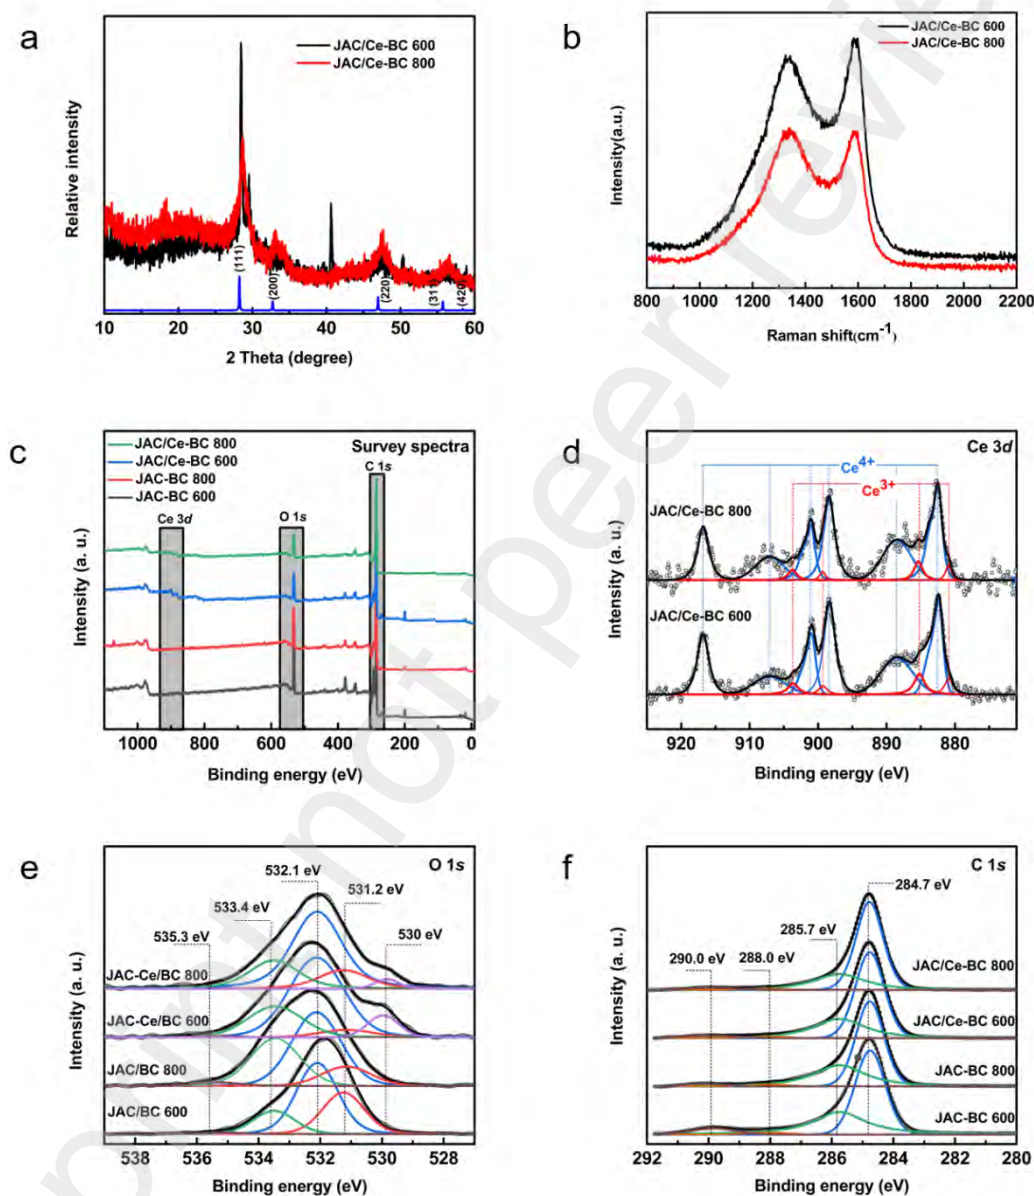 a
JAC/Ce-BC 600
JAC/Ce-BC 800
Relative intensity
(111)
(200)
(220)
(311)
(420)
10 20 30 40 50 60
2 Theta (degree)
b
JAC/Ce-BC 600
JAC/Ce-BC 800
Intensity(a.u.)
800 1000 1200 1400 1600 1800 2000 2200
Raman shift(cm-1)
c
JAC/Ce-BC 800
JAC/Ce-BC 600
JAC-BC 800
JAC-BC 600
Survey spectra
C 1s
Ce 3d
O 1s
Intensity (a. u.)
1000 800 600 400 200 0
Binding energy (eV)
d
Ce 3d
Ce4+
Ce3+
JAC/Ce-BC 800
JAC/Ce-BC 600
Intensity (a. u.)
920 910 900 890 880
Binding energy (eV)
e
O 1s
532.1 eV
531.2 eV
533.4 eV
530 eV
535.3 eV
JAC-Ce/BC 800
JAC-Ce/BC 600
JAC/BC 800
JAC/BC 600
Intensity (a. u.)
538 536 534 532 530 528
Binding energy (eV)
f
C 1s
284.7 eV
285.7 eV
290.0 eV
288.0 eV
JAC/Ce-BC 800
JAC/Ce-BC 600
JAC-BC 800
JAC-BC 600
Intensity (a. u.)
292 290 288 286 284 282 280
Binding energy (eV)
not peer revie